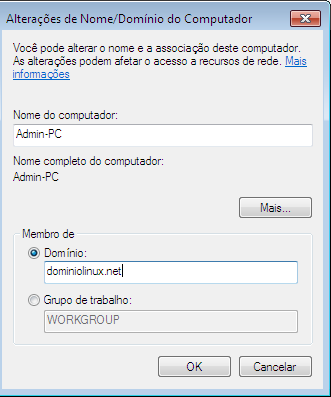 Alterações de Nome/Domínio do Computador
Você pode alterar o nome e a associação deste computador.
As alterações podem afetar o acesso a recursos de rede. Mais
informações
Nome do computador:
Admin-PC
Nome completo do computador:
Admin-PC
Mais...
Membro de
Domínio:
dominiolinux.net
Grupo de trabalho:
WORKGROUP
OK
Cancelar